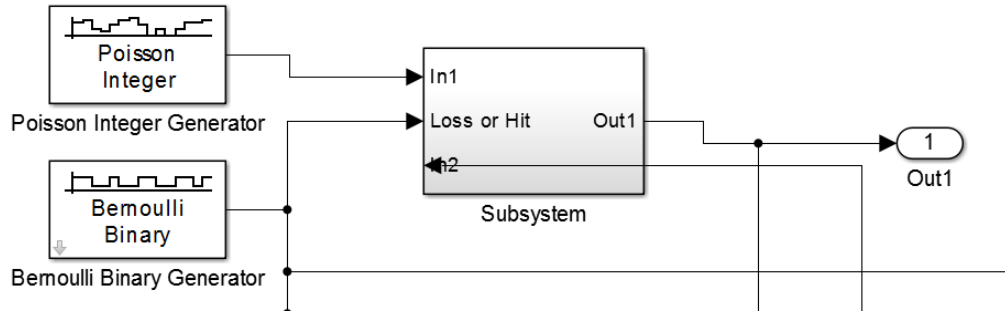 Poisson
Integer
Poisson Integer Generator
Bernoulli
Binary
Bernoulli Binary Generator
In1
Loss or Hit
In2
Out1
Subsystem
1
Out1